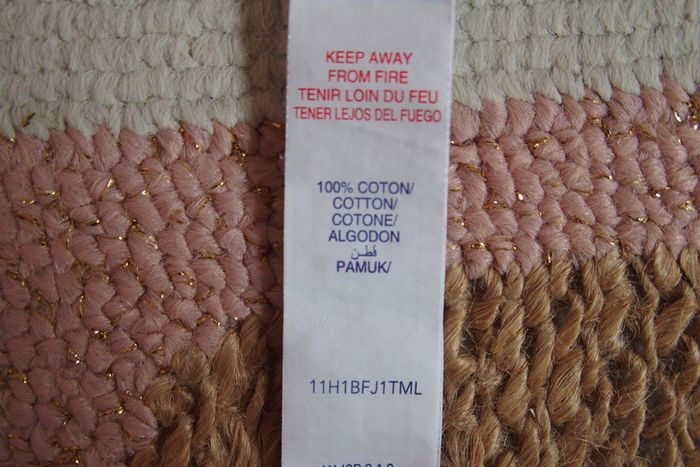 KEEP AWAY
FROM FIRE
TENIR LOIN DU FEU
TENER LEJOS DEL FUEGO
100% COTON/
COTTON/
COTONE/
ALGODON
قطن
PAMUK/
11H1BFJ1TML